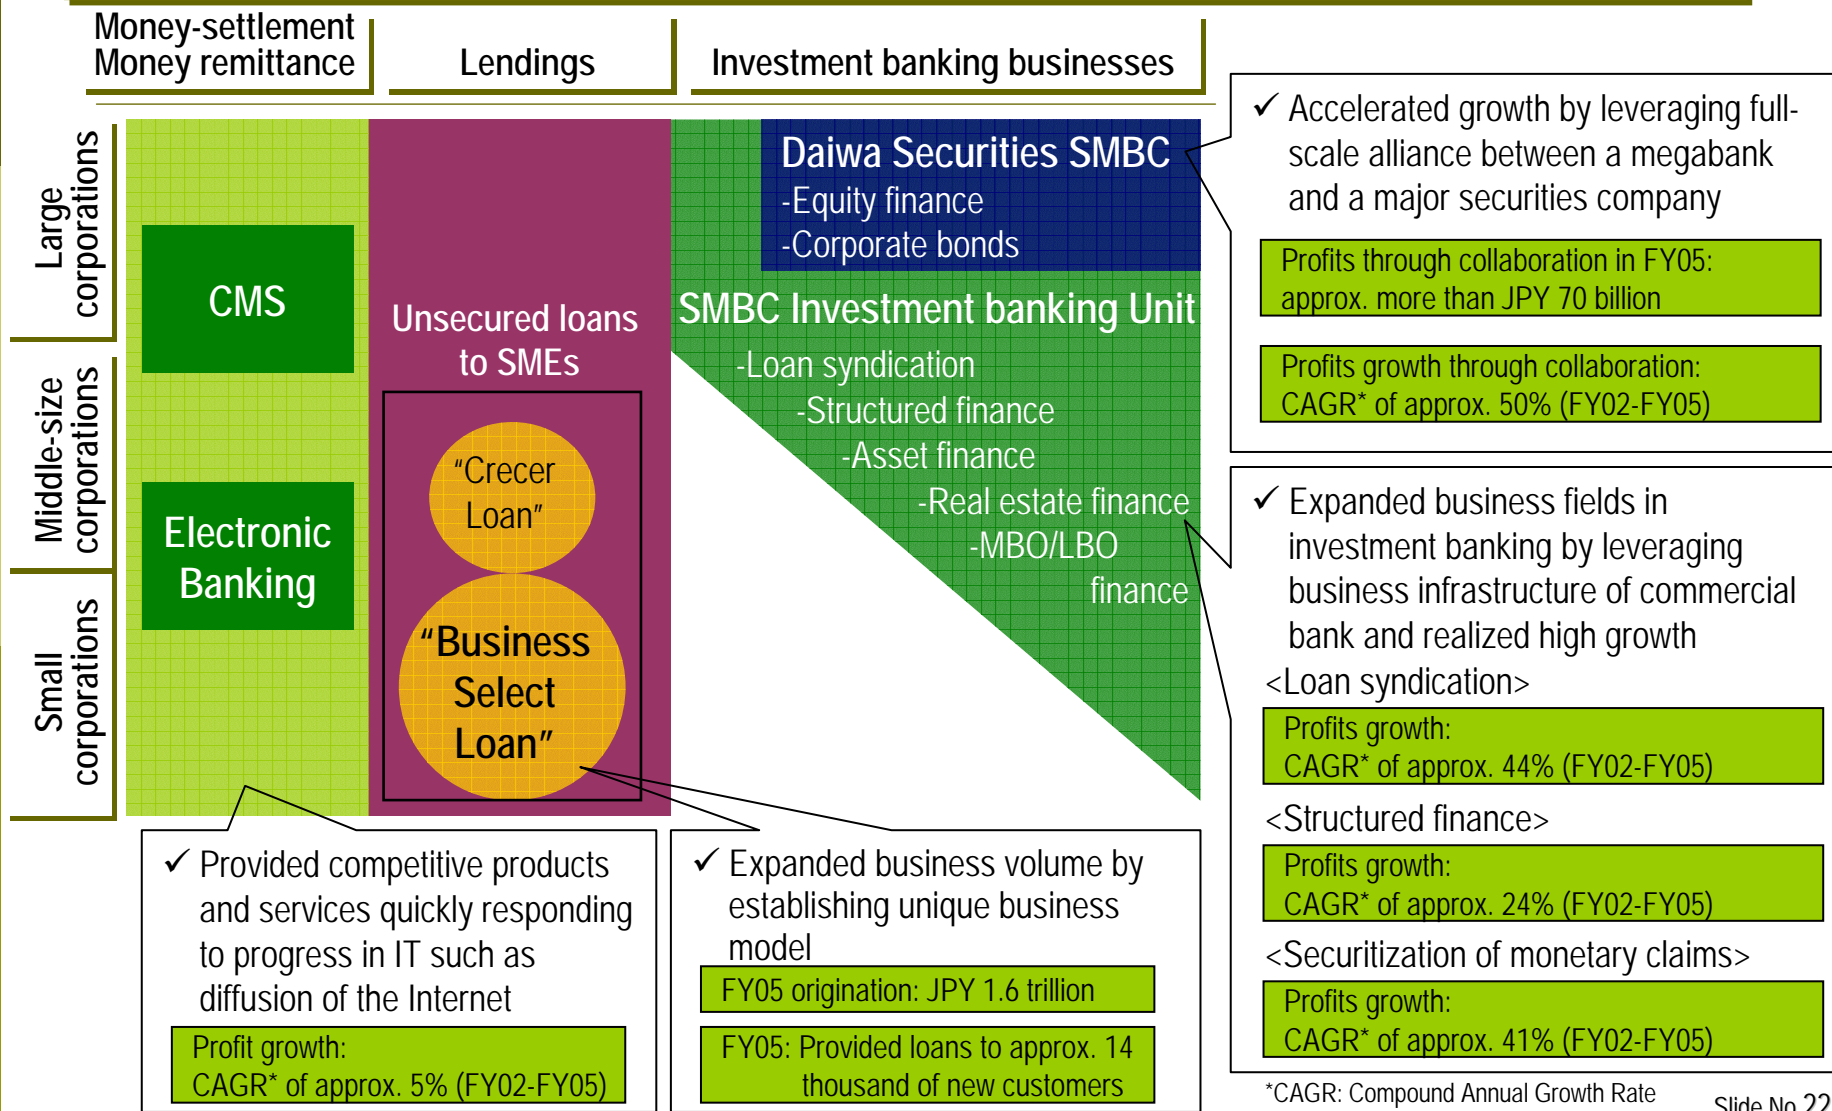 Money-settlement
Money remittance
Lendings
Investment banking businesses
Large
corporations
Middle-size
corporations
Small
corporations
CMS
Electronic
Banking
Unsecured loans
to SMEs
"Crecer
Loan"
"Business
Select
Loan"
Daiwa Securities SMBC
-Equity finance
-Corporate bonds
SMBC Investment banking Unit
-Loan syndication
-Structured finance
-Asset finance
-Real estate finance
-MBO/LBO
finance
✓ Accelerated growth by leveraging full-
scale alliance between a megabank
and a major securities company
Profits through collaboration in FY05:
approx. more than JPY 70 billion
Profits growth through collaboration:
CAGR* of approx. 50% (FY02-FY05)
✓ Expanded business fields in
investment banking by leveraging
business infrastructure of commercial
bank and realized high growth
<Loan syndication>
Profits growth:
CAGR* of approx. 44% (FY02-FY05)
<Structured finance>
Profits growth:
CAGR* of approx. 24% (FY02-FY05)
<Securitization of monetary claims>
Profits growth:
CAGR* of approx. 41% (FY02-FY05)
✓ Provided competitive products
and services quickly responding
to progress in IT such as
diffusion of the Internet
Profit growth:
CAGR* of approx. 5% (FY02-FY05)
✓ Expanded business volume by
establishing unique business
model
FY05 origination: JPY 1.6 trillion
FY05: Provided loans to approx. 14
thousand of new customers
*CAGR: Compound Annual Growth Rate
Slide No.22